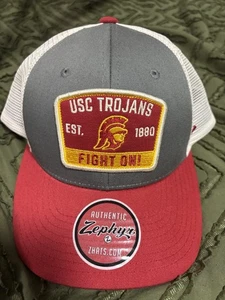 USC TROJANS
EST. 1880
FIGHT ON!
AUTHENTIC
Zephyr
Z
ZHATS.COM